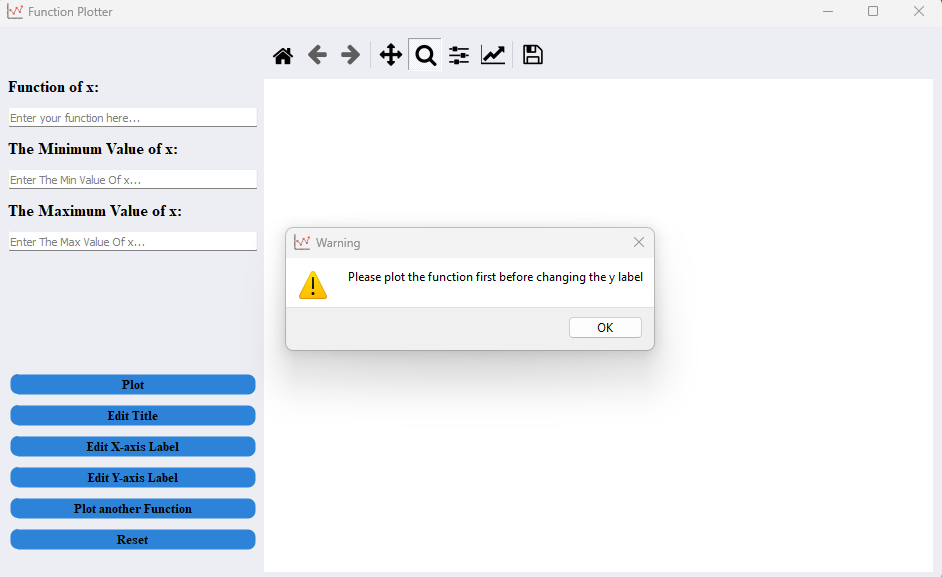 Function Plotter
Function of x:
Enter your function here...
The Minimum Value of x:
Enter The Min Value Of x...
The Maximum Value of x:
Enter The Max Value Of x...
Warning
Please plot the function first before changing the y label
OK
Plot
Edit Title
Edit X-axis Label
Edit Y-axis Label
Plot another Function
Reset